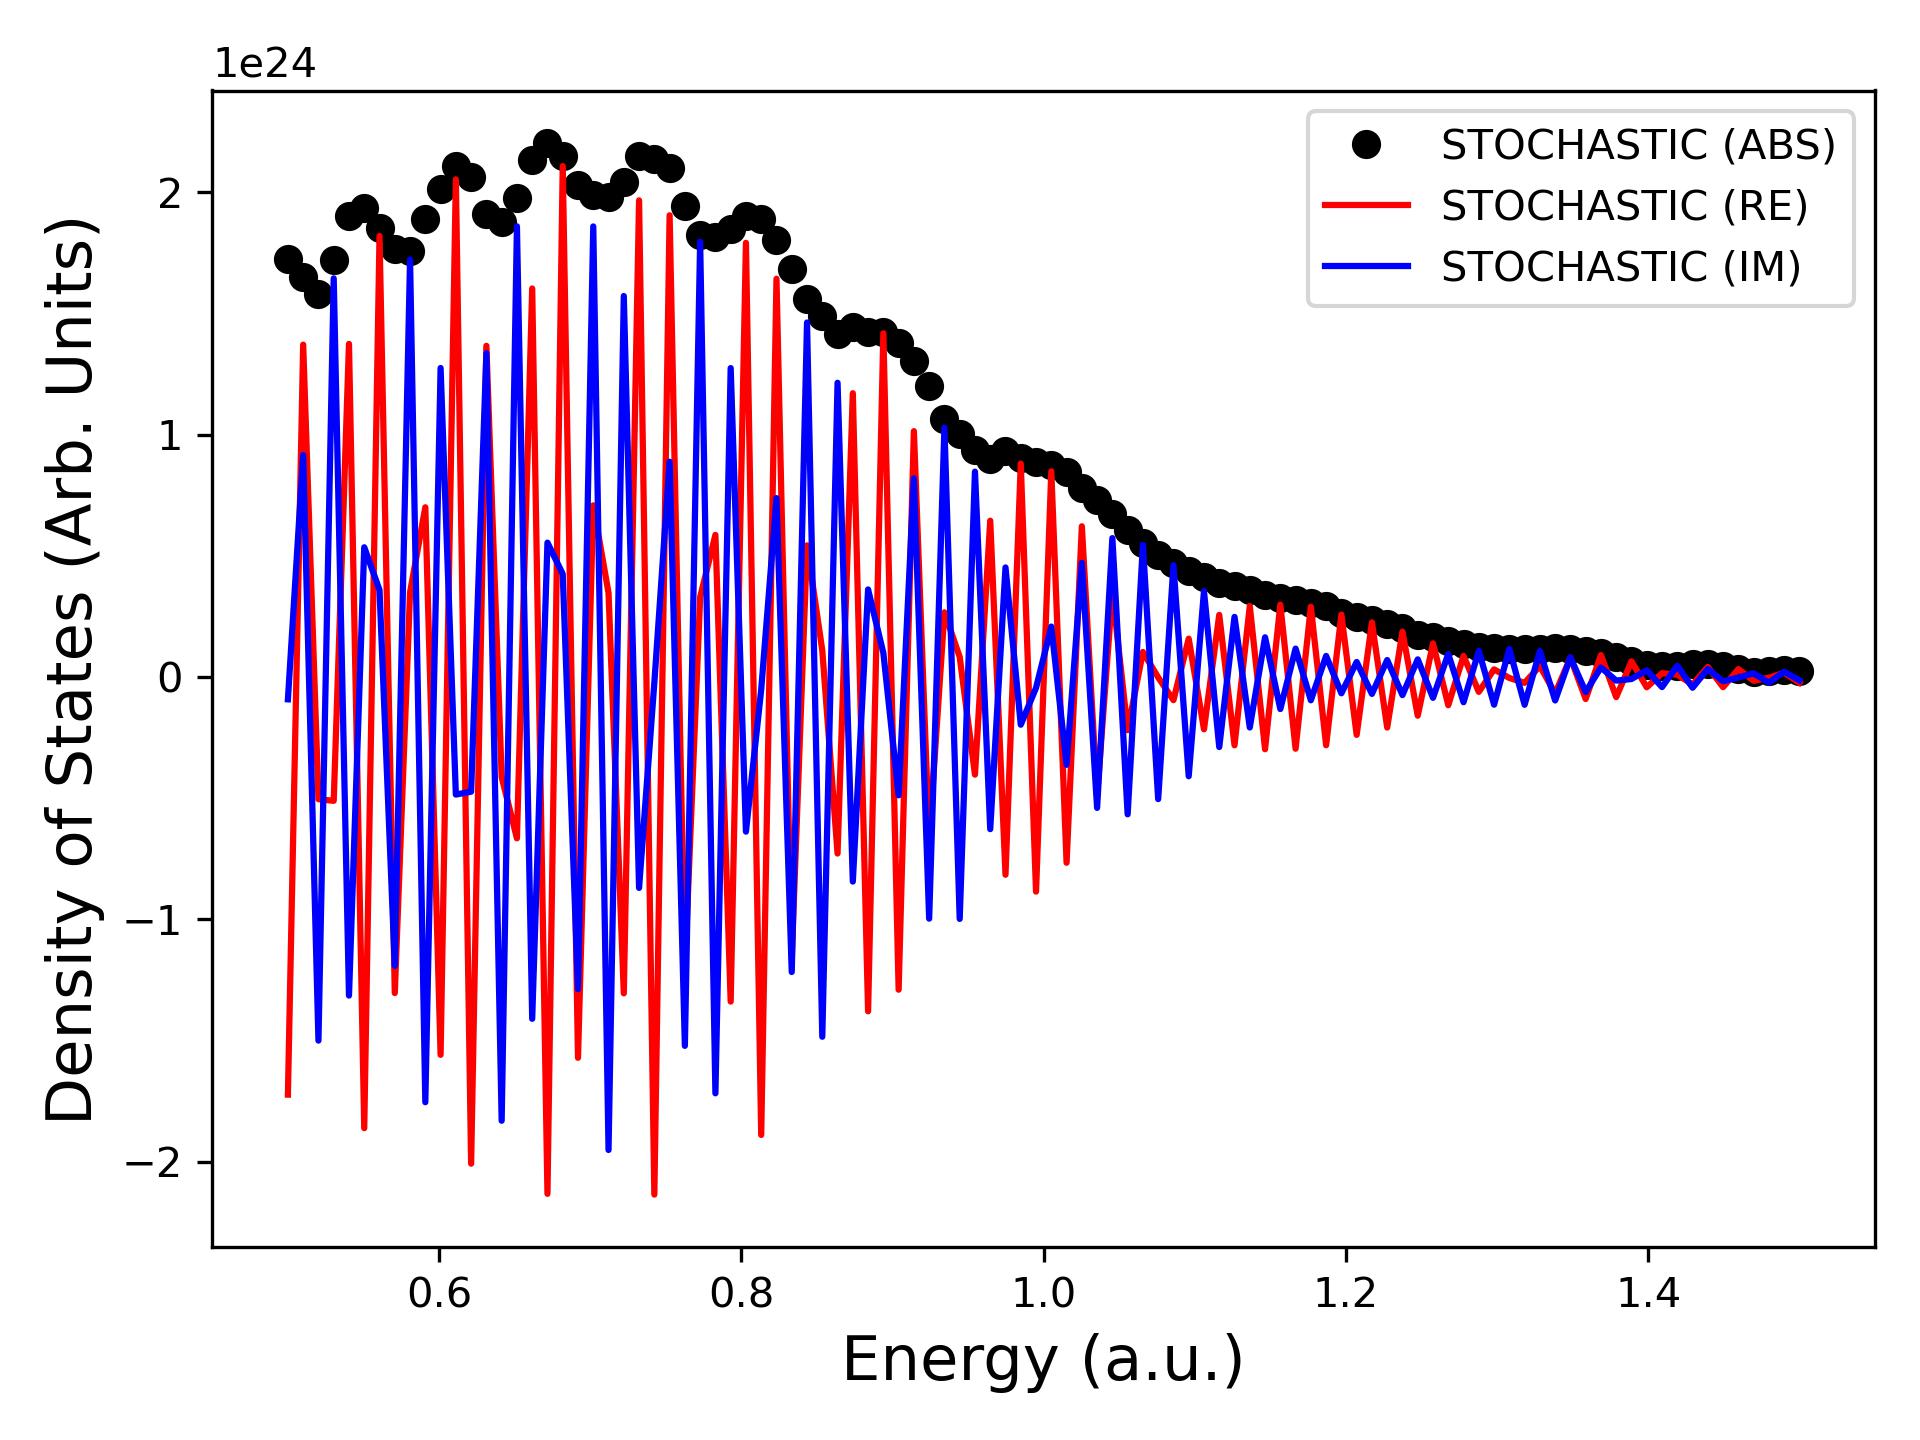 1e24
STOCHASTIC (ABS)
STOCHASTIC (RE)
STOCHASTIC (IM)
Density of States (Arb. Units)
2
1
0
−1
−2
0.6 0.8 1.0 1.2 1.4
Energy (a.u.)